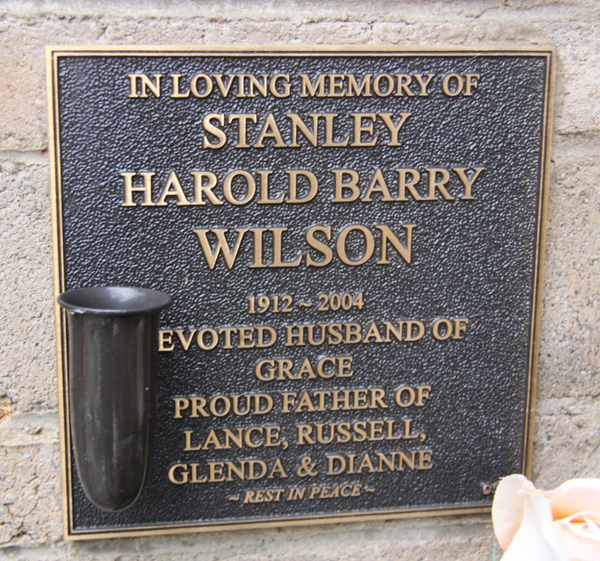 IN LOVING MEMORY OF
STANLEY
HAROLD BARRY
WILSON
1912 ~ 2004
EVOTED HUSBAND OF
GRACE
PROUD FATHER OF
LANCE, RUSSELL,
GLENDA & DIANNE
~ REST IN PEACE ~